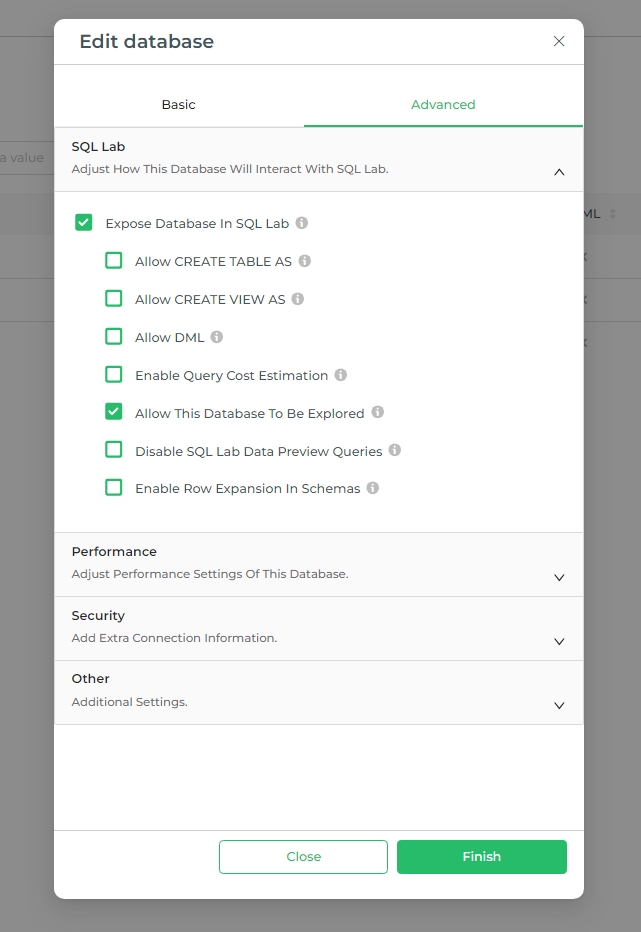 Edit database
Basic
Advanced
SQL Lab
Adjust How This Database Will Interact With SQL Lab.
a value
Expose Database In SQL Lab
ML
Allow CREATE TABLE AS
Allow CREATE VIEW AS
Allow DML
Enable Query Cost Estimation
Allow This Database To Be Explored
Disable SQL Lab Data Preview Queries
Enable Row Expansion In Schemas
Performance
Adjust Performance Settings Of This Database.
Security
Add Extra Connection Information.
Other
Additional Settings.
Close
Finish